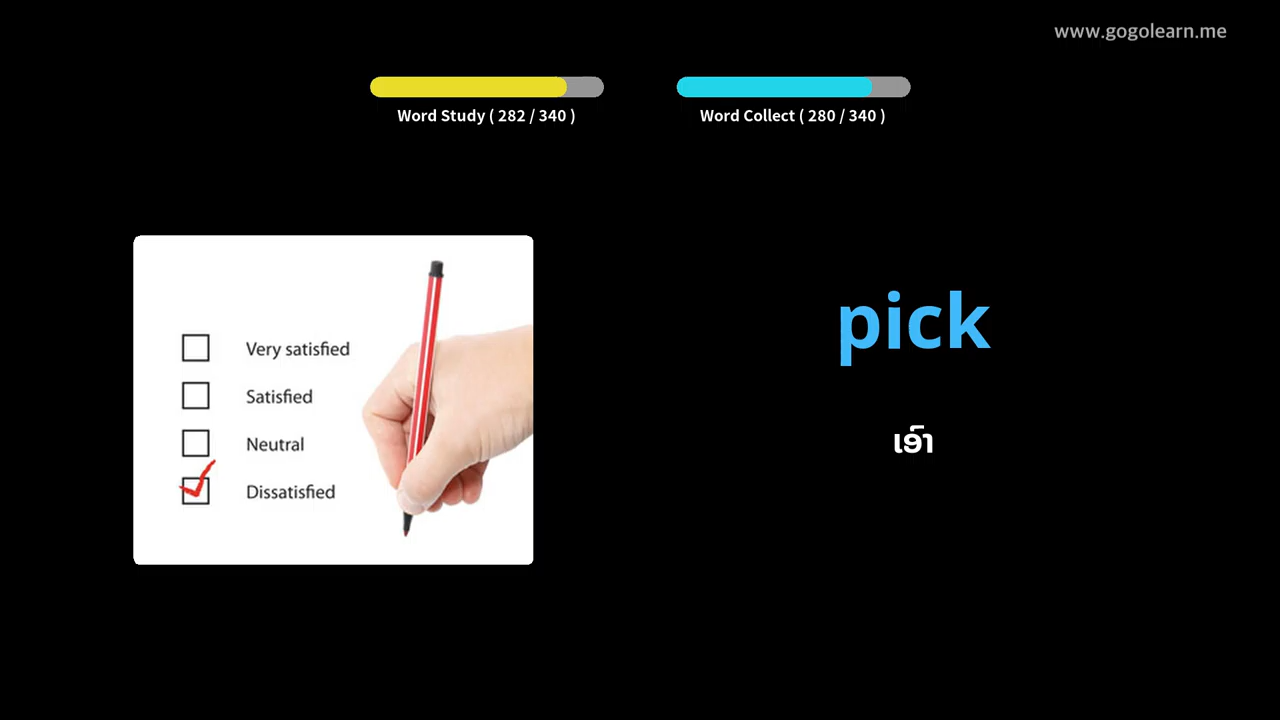 www.gogolearn.me
Word Study ( 282 / 340 )
Word Collect ( 280 / 340 )
Very satisfied
Satisfied
Neutral
Dissatisfied
pick
ເອົາ